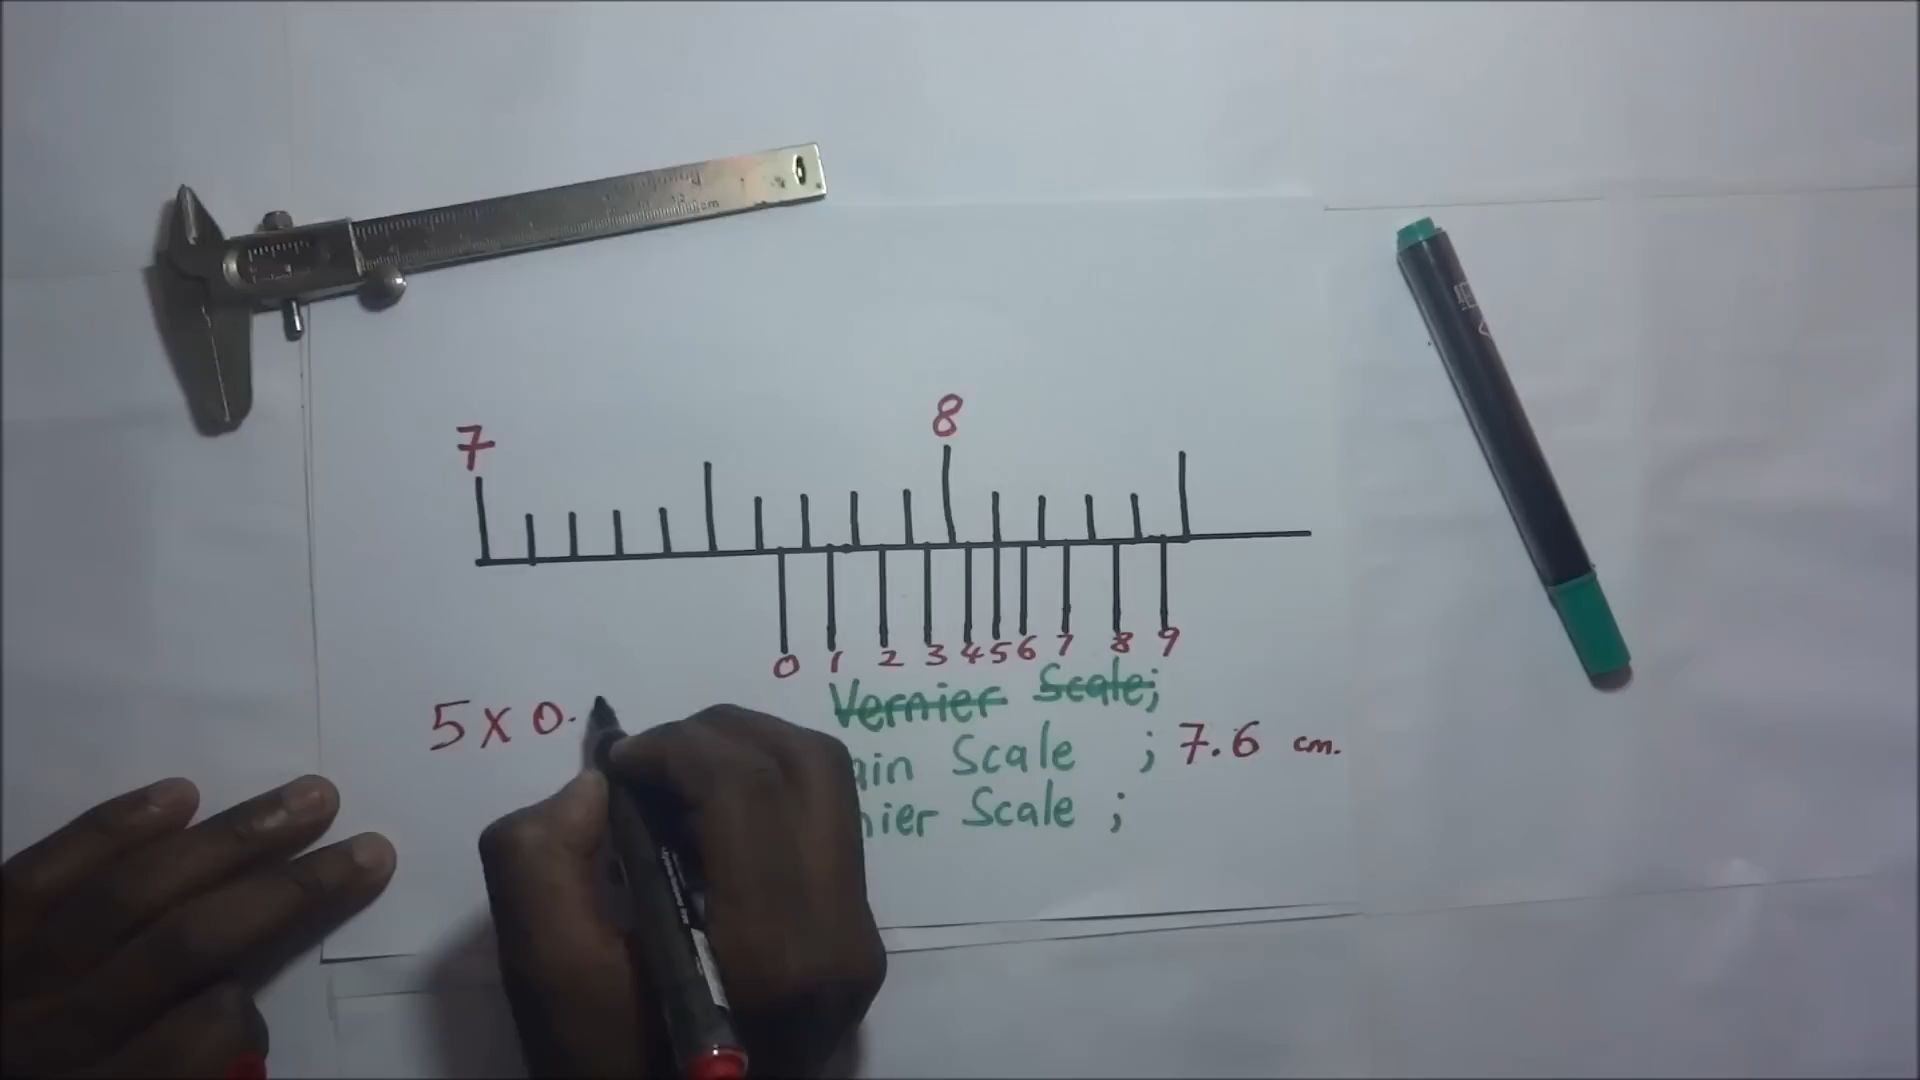 7 8
0 1 2 3 4 5 6 7 8 9
Vernier Scale;
5 x 0.
ain Scale ; 7.6 cm.
nier Scale ;
cm